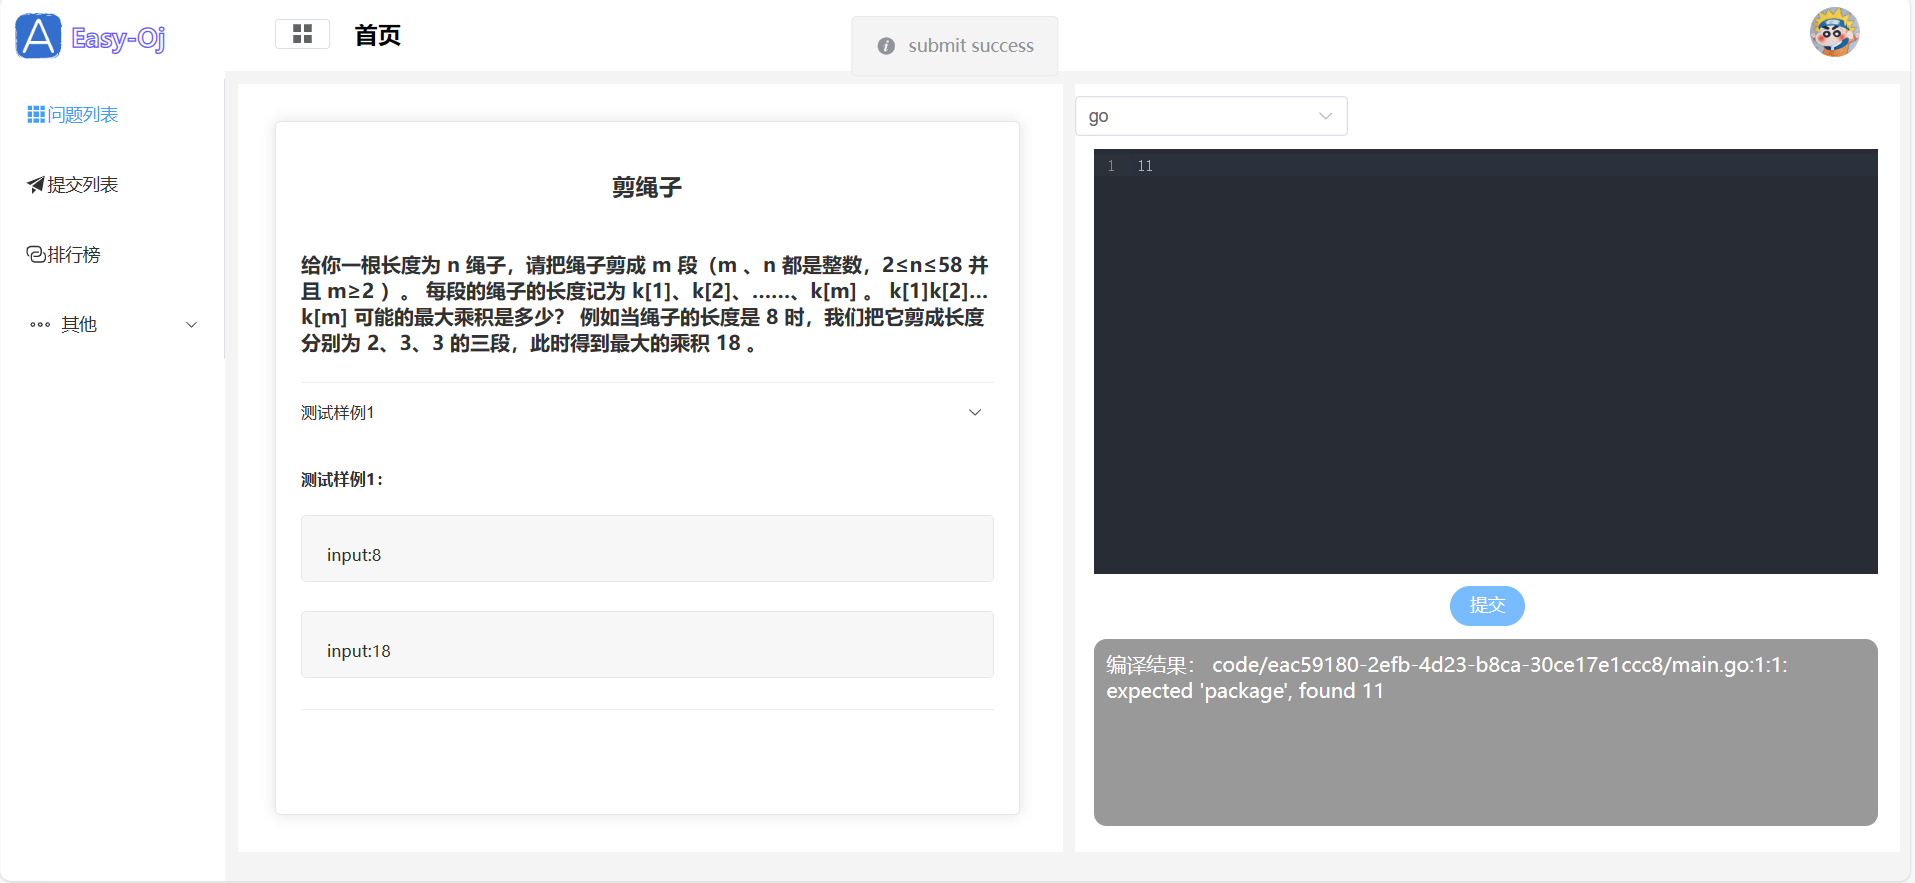 Easy-Oj
首页
submit success
问题列表
提交列表
排行榜
其他
剪绳子
给你一根长度为 n 绳子，请把绳子剪成 m 段（m 、n 都是整数，2≤n≤58 并
且 m≥2 ）。 每段的绳子的长度记为 k[1]、k[2]、……、k[m] 。 k[1]k[2]…
k[m] 可能的最大乘积是多少？ 例如当绳子的长度是 8 时，我们把它剪成长度
分别为 2、3、3 的三段，此时得到最大的乘积 18 。
测试样例1
测试样例1：
input:8
input:18
go
1 11
提交
编译结果： code/eac59180-2efb-4d23-b8ca-30ce17e1ccc8/main.go:1:1:
expected 'package', found 11